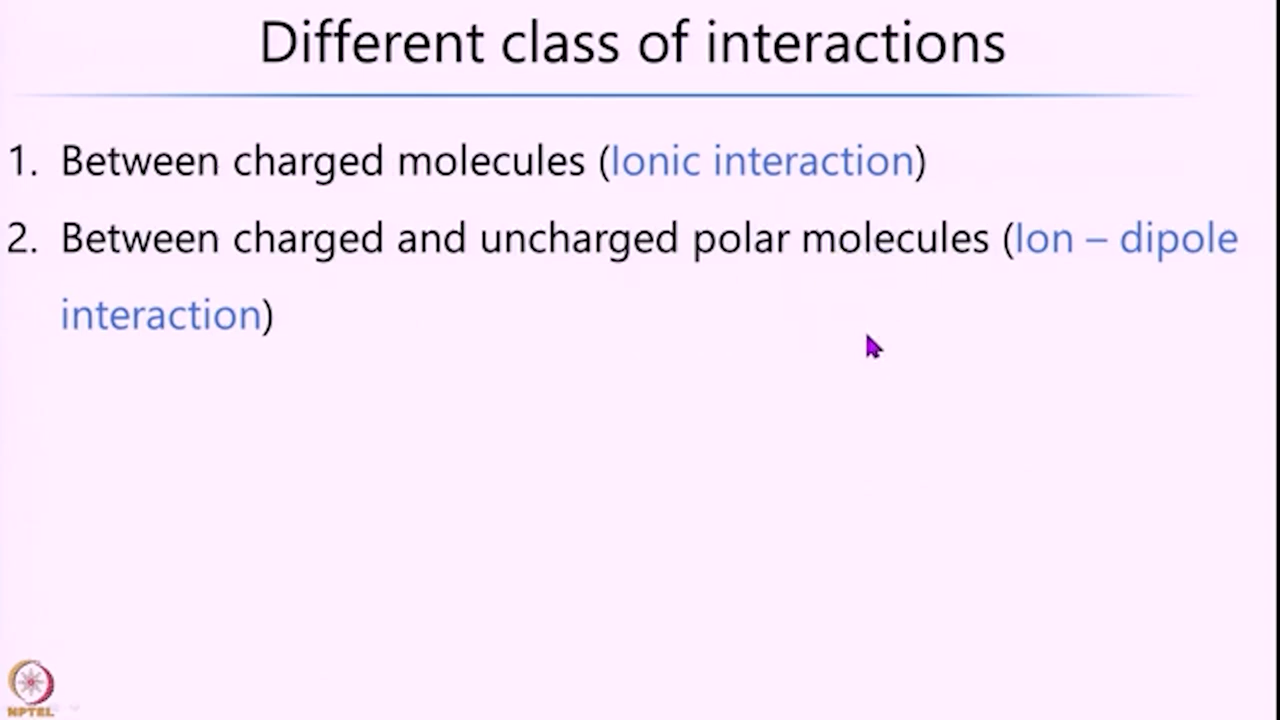 Different class of interactions
1. Between charged molecules (Ionic interaction)
2. Between charged and uncharged polar molecules (Ion – dipole
interaction)
NPTEL